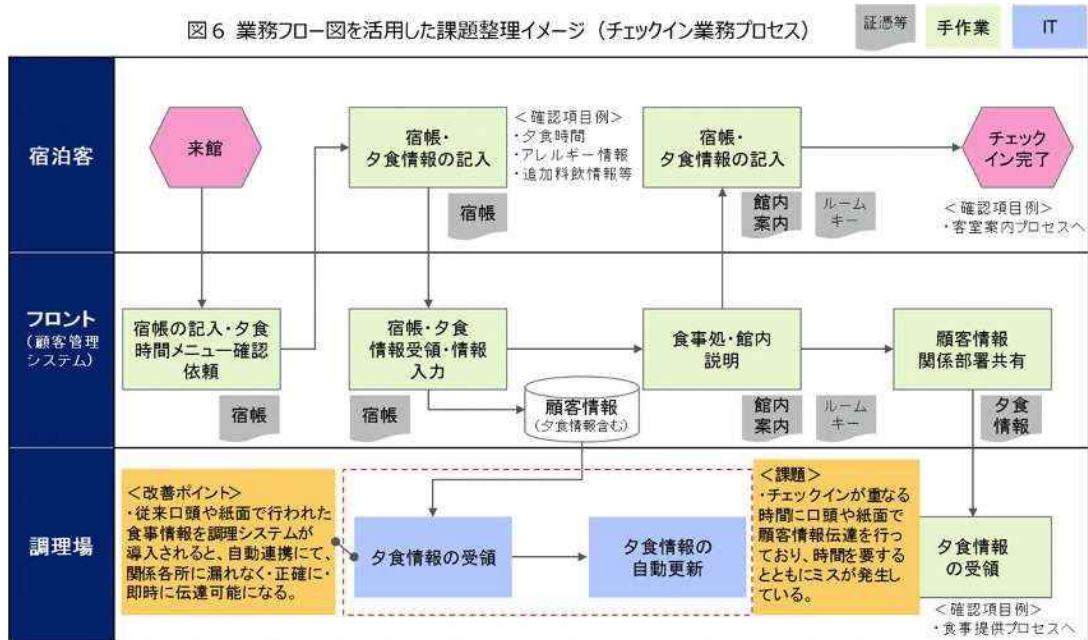 図6 業務フロー図を活用した課題整理イメージ（チェックイン業務プロセス）
証憑等
手作業
IT
宿泊客
来館
宿帳・
夕食情報の記入
＜確認項目例＞
・夕食時間
・アレルギー情報
・追加料飲情報等
宿帳
宿帳・
夕食情報の記入
館内
案内
ルーム
キー
チェック
イン完了
＜確認項目例＞
・客室案内プロセスへ
フロント
（顧客管理
システム）
宿帳の記入・夕食
時間メニュー確認
依頼
宿帳
宿帳・夕食
情報受領・情報
入力
宿帳
顧客情報
（夕食情報含む）
食事処・館内
説明
館内
案内
ルーム
キー
顧客情報
関係部署共有
夕食
情報
調理場
＜改善ポイント＞
・従来口頭や紙面で行われた
食事情報を調理システムが
導入されると、自動連携にて、
関係各所に漏れなく・正確に・
即時に伝達可能になる。
夕食情報の受領
夕食情報の
自動更新
＜課題＞
・チェックインが重なる
時間に口頭や紙面で
顧客情報伝達を行っ
ており、時間を要する
とともにミスが発生し
ている。
夕食情報
の受領
＜確認項目例＞
・食事提供プロセスへ